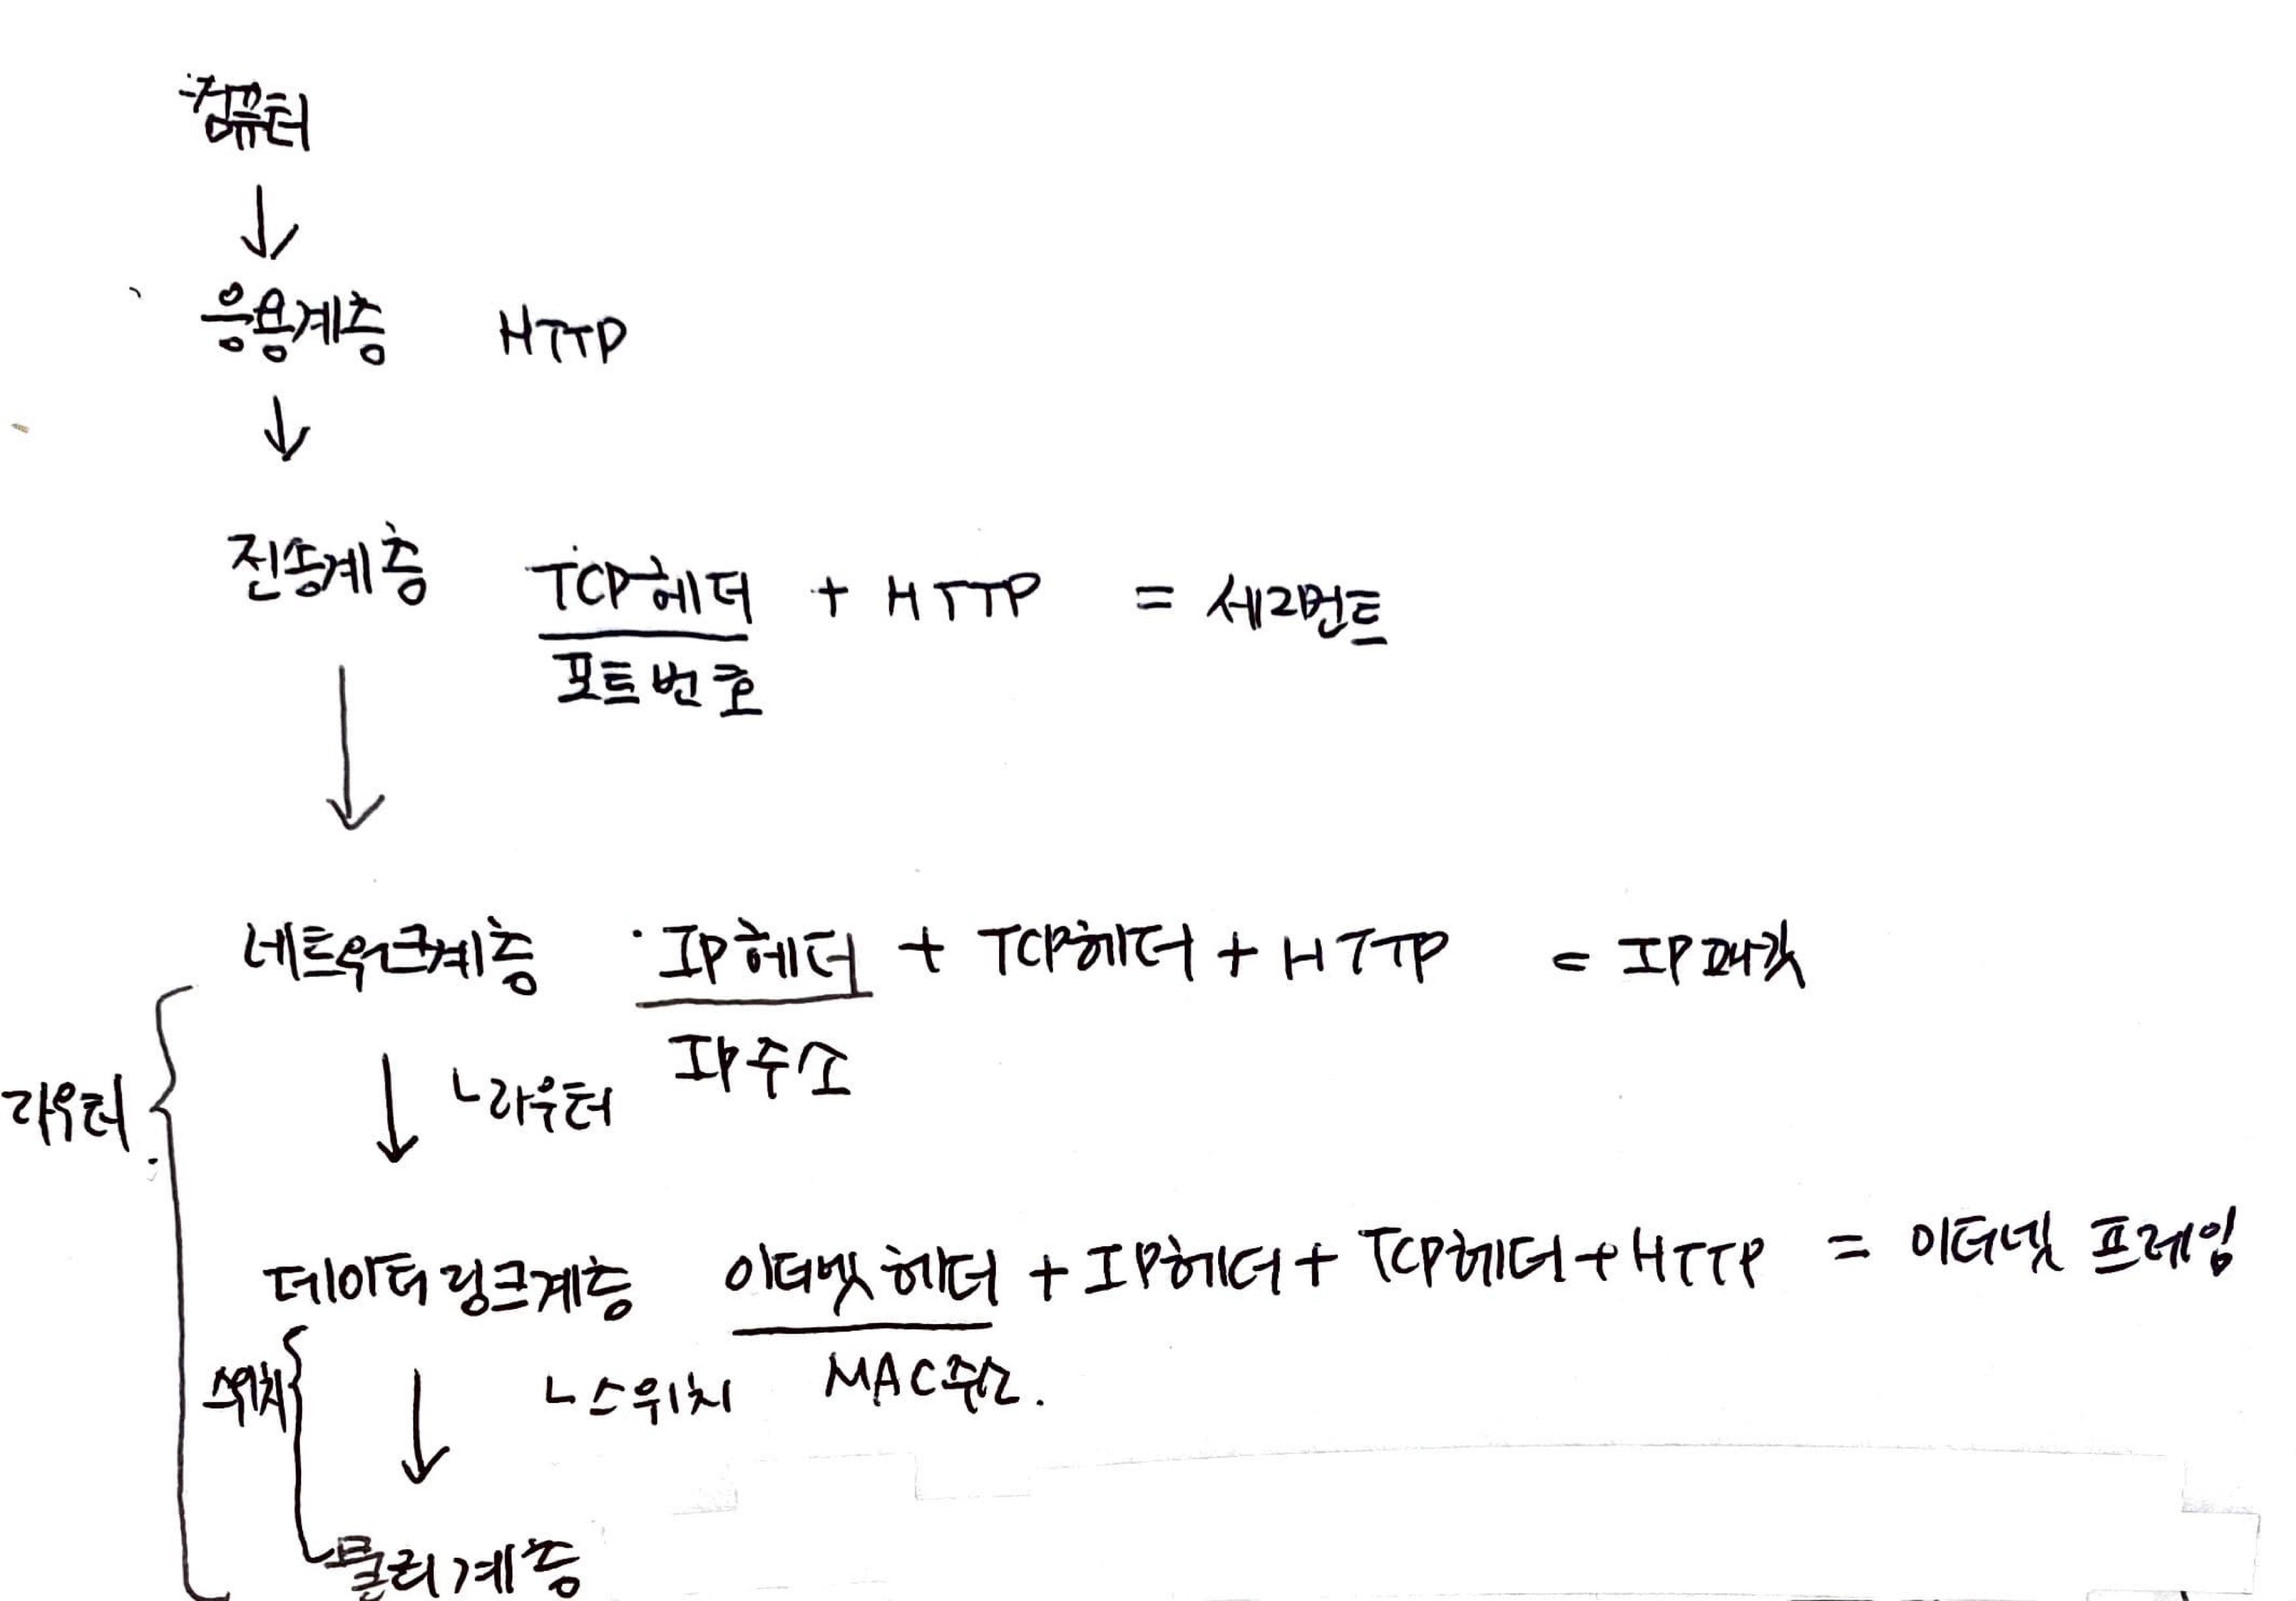 컴퓨터
↓
응용계층 HTTP
↓
전송계층 TCP헤더 + HTTP = 세그먼트
포트번호
↓
네트워크계층 IP헤더 + TCP헤더 + HTTP = IP패킷
IP주소
라우터 ↓ ㄴ라우터
데이터링크계층 이더넷 헤더 + IP헤더 + TCP헤더 + HTTP = 이더넷 프레임
스위치 ↓ ㄴ스위치 MAC주소.
물리계층